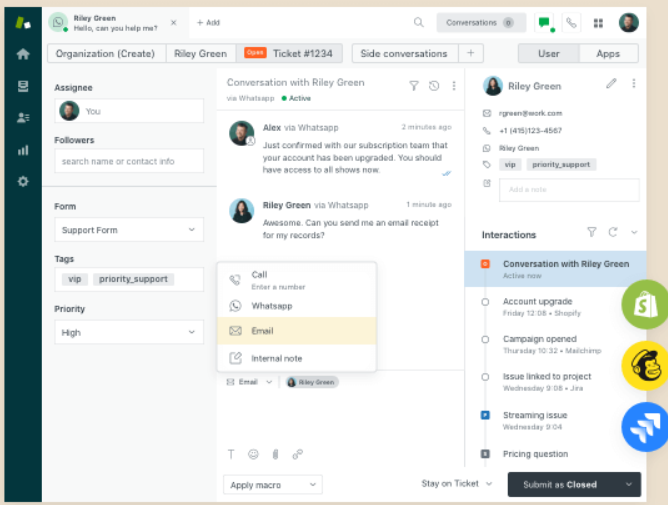 Riley Green
Hello, can you help me?
+ Add
Conversations 0
Organization (Create)
Riley Green
Open Ticket #1234
Side conversations
User
Apps
Assignee
You
Followers
search name or contact info
Form
Support Form
Tags
vip priority_support
Priority
High
Conversation with Riley Green
via Whatsapp Active
Alex via Whatsapp 2 minutes ago
Just confirmed with our subscription team that
your account has been upgraded. You should
have access to all shows now.
Riley Green via Whatsapp 1 minute ago
Awesome. Can you send me an email receipt
for my records?
Call
Enter a number
Whatsapp
Email
Internal note
Email Riley Green
Apply macro
Stay on Ticket
Submit as Closed
Riley Green
rgreen@work.com
+1 (415)123-4567
Riley Green
vip priority_support
Add a note
Interactions
Conversation with Riley Green
Active now
Account upgrade
Friday 12:08 • Shopify
Campaign opened
Thursday 10:32 • Mailchimp
Issue linked to project
Wednesday 9:08 • Jira
Streaming issue
Wednesday 9:04
Pricing question